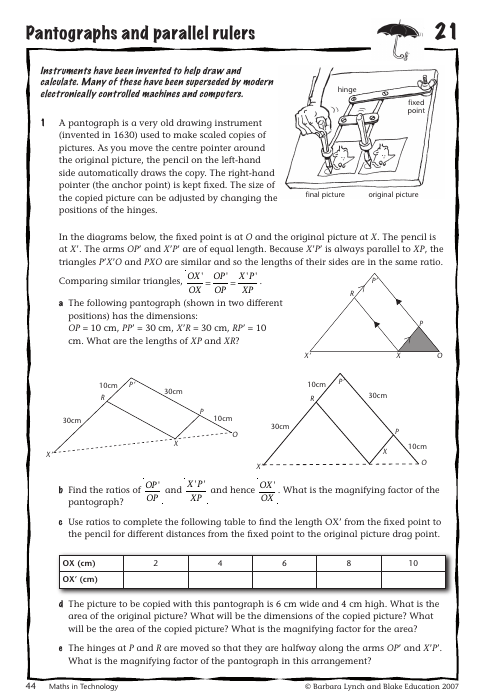 Pantographs and parallel rulers
21
Instruments have been invented to help draw and
calculate. Many of these have been superseded by modern
electronically controlled machines and computers.
hinge
fixed
point
final picture
original picture
1 A pantograph is a very old drawing instrument
(invented in 1630) used to make scaled copies of
pictures. As you move the centre pointer around
the original picture, the pencil on the left-hand
side automatically draws the copy. The right-hand
pointer (the anchor point) is kept fixed. The size of
the copied picture can be adjusted by changing the
positions of the hinges.
In the diagrams below, the fixed point is at O and the original picture at X. The pencil is
at X'. The arms OP' and X'P' are of equal length. Because X'P' is always parallel to XP, the
triangles P'X'O and PXO are similar and so the lengths of their sides are in the same ratio.
Comparing similar triangles, OX'/OX = OP'/OP = X'P'/XP.
a The following pantograph (shown in two different
positions) has the dimensions:
OP = 10 cm, PP' = 30 cm, X'R = 30 cm, RP' = 10
cm. What are the lengths of XP and XR?
P'
R
P
X'
X
O
10cm
P'
30cm
R
P
10cm
30cm
O
X
X'
10cm
P'
30cm
R
30cm
P
10cm
X
X
O
b Find the ratios of OP'/OP and X'P'/XP and hence OX'/OX. What is the magnifying factor of the
pantograph?
c Use ratios to complete the following table to find the length OX' from the fixed point to
the pencil for different distances from the fixed point to the original picture drag point.
OX (cm) 2 4 6 8 10
OX' (cm)
d The picture to be copied with this pantograph is 6 cm wide and 4 cm high. What is the
area of the original picture? What will be the dimensions of the copied picture? What
will be the area of the copied picture? What is the magnifying factor for the area?
e The hinges at P and R are moved so that they are halfway along the arms OP' and X'P'.
What is the magnifying factor of the pantograph in this arrangement?
44 Maths in Technology
© Barbara Lynch and Blake Education 2007